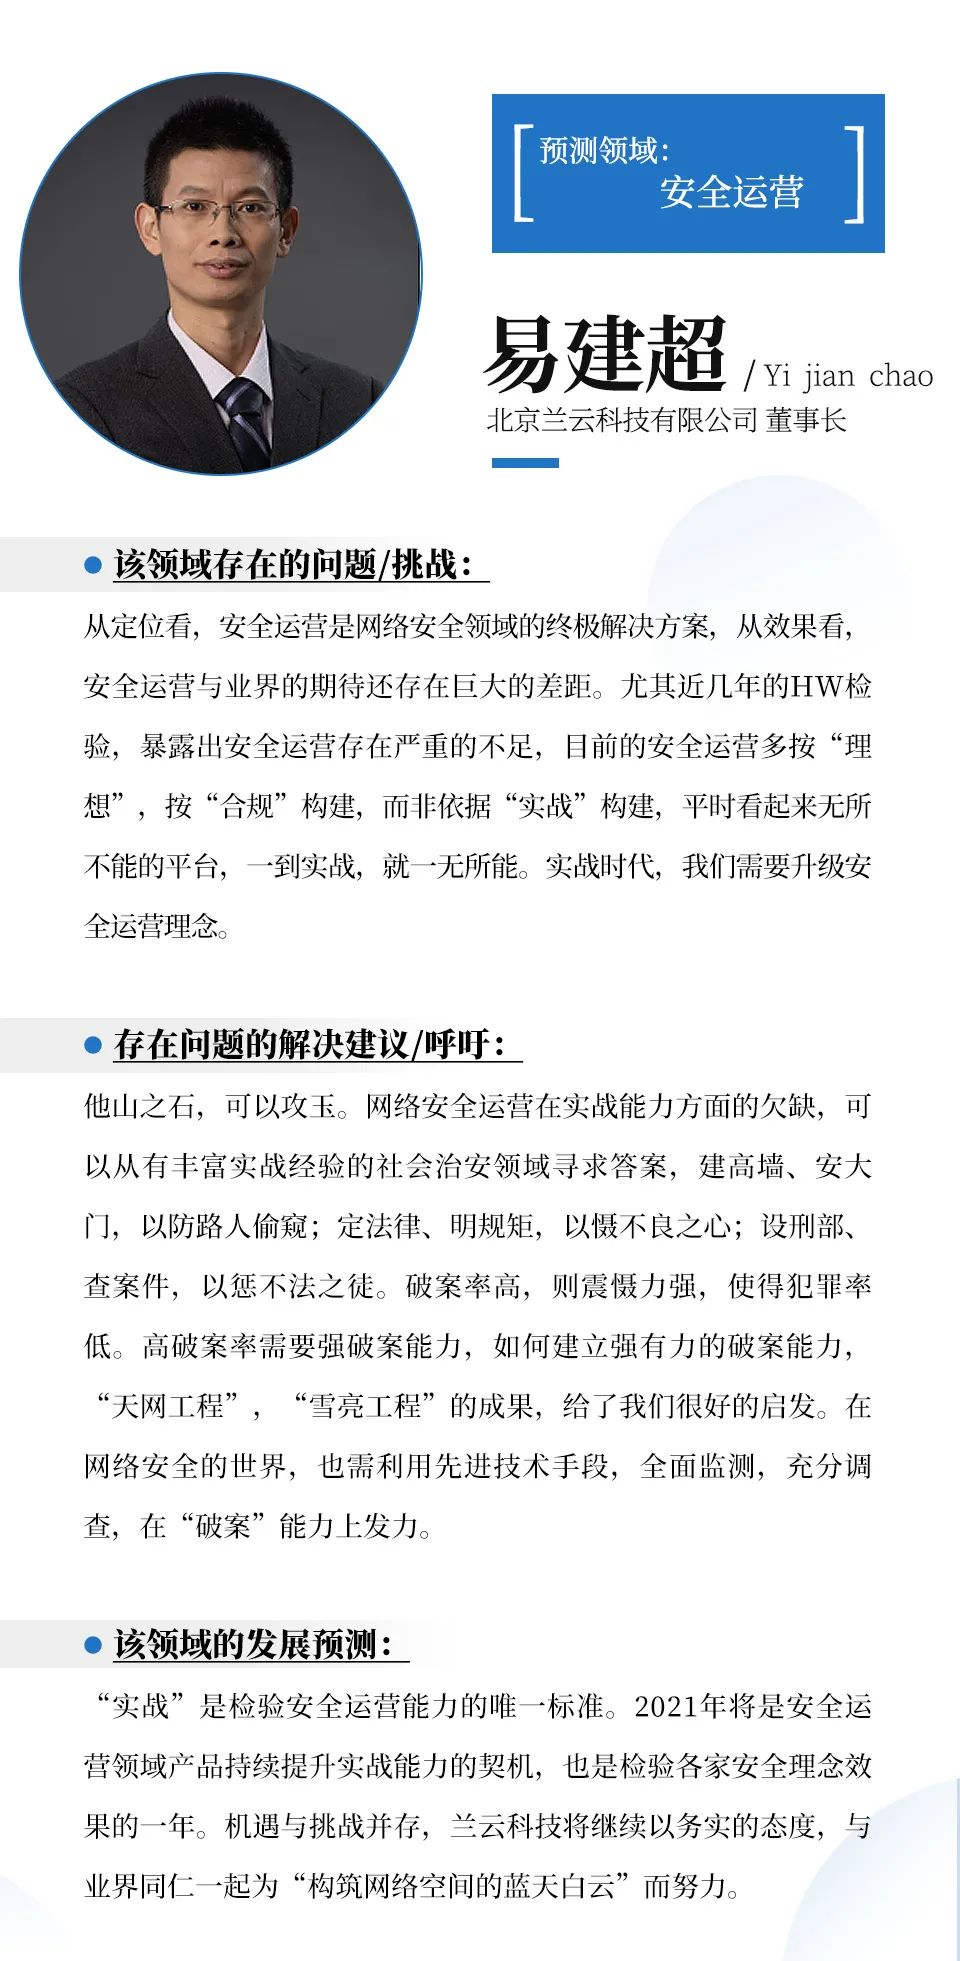 预测领域：
安全运营
易建超 / Yi jian chao
北京兰云科技有限公司 董事长
该领域存在的问题/挑战：
从定位看，安全运营是网络安全领域的终极解决方案，从效果看，
安全运营与业界的期待还存在巨大的差距。尤其近几年的HW检
验，暴露出安全运营存在严重的不足，目前的安全运营多按“理
想”，按“合规”构建，而非依据“实战”构建，平时看起来无所
不能的平台，一到实战，就一无所能。实战时代，我们需要升级安
全运营理念。
存在问题的解决建议/呼吁：
他山之石，可以攻玉。网络安全运营在实战能力方面的欠缺，可
以从有丰富实战经验的社会治安领域寻求答案，建高墙、安大
门，以防路人偷窥；定法律、明规矩，以慑不良之心；设刑部、
查案件，以惩不法之徒。破案率高，则震慑力强，使得犯罪率
低。高破案率需要强破案能力，如何建立强有力的破案能力，
“天网工程”，“雪亮工程”的成果，给了我们很好的启发。在
网络安全的世界，也需利用先进技术手段，全面监测，充分调
查，在“破案”能力上发力。
该领域的发展预测：
“实战”是检验安全运营能力的唯一标准。2021年将是安全运
营领域产品持续提升实战能力的契机，也是检验各家安全理念效
果的一年。机遇与挑战并存，兰云科技将继续以务实的态度，与
业界同仁一起为“构筑网络空间的蓝天白云”而努力。